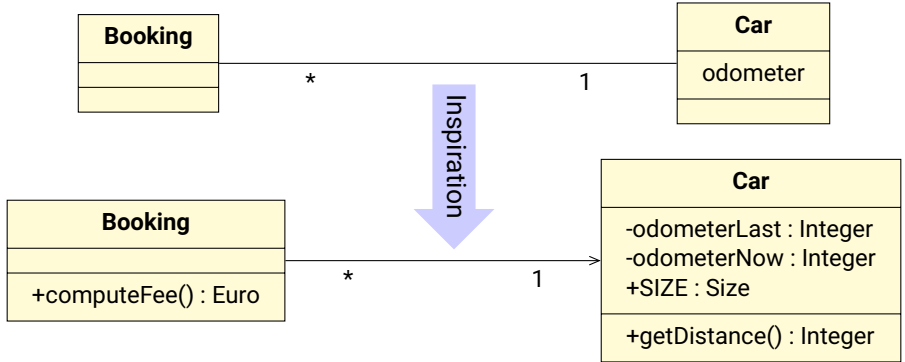 Booking
Car
odometer
*
1
Inspiration
Booking
+computeFee() : Euro
*
1
Car
-odometerLast : Integer
-odometerNow : Integer
+SIZE : Size
+getDistance() : Integer